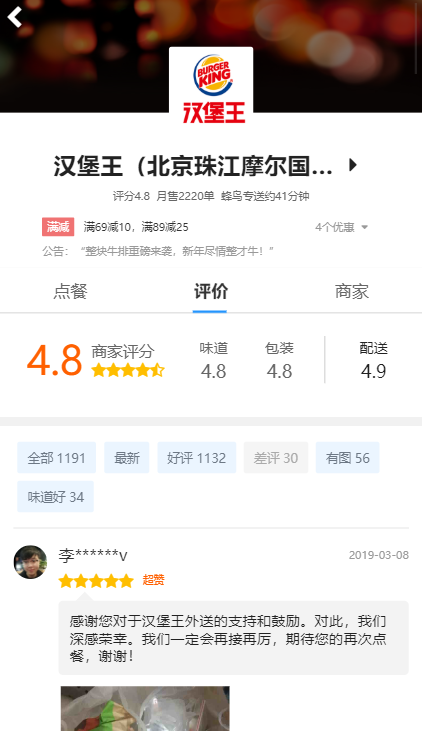 BURGER
KING
汉堡王
汉堡王（北京珠江摩尔国...
评分4.8 月售2220单 蜂鸟专送约41分钟
满减 满69减10，满89减25 4个优惠
公告： “整块牛排重磅来袭，新年尽情整才牛！”
点餐 评价 商家
4.8 商家评分 味道 4.8 包装 4.8 配送 4.9
全部 1191 最新 好评 1132 差评 30 有图 56
味道好 34
李******v 2019-03-08
超赞
感谢您对于汉堡王外送的支持和鼓励。对此，我们
深感荣幸。我们一定会再接再厉，期待您的再次点
餐，谢谢！